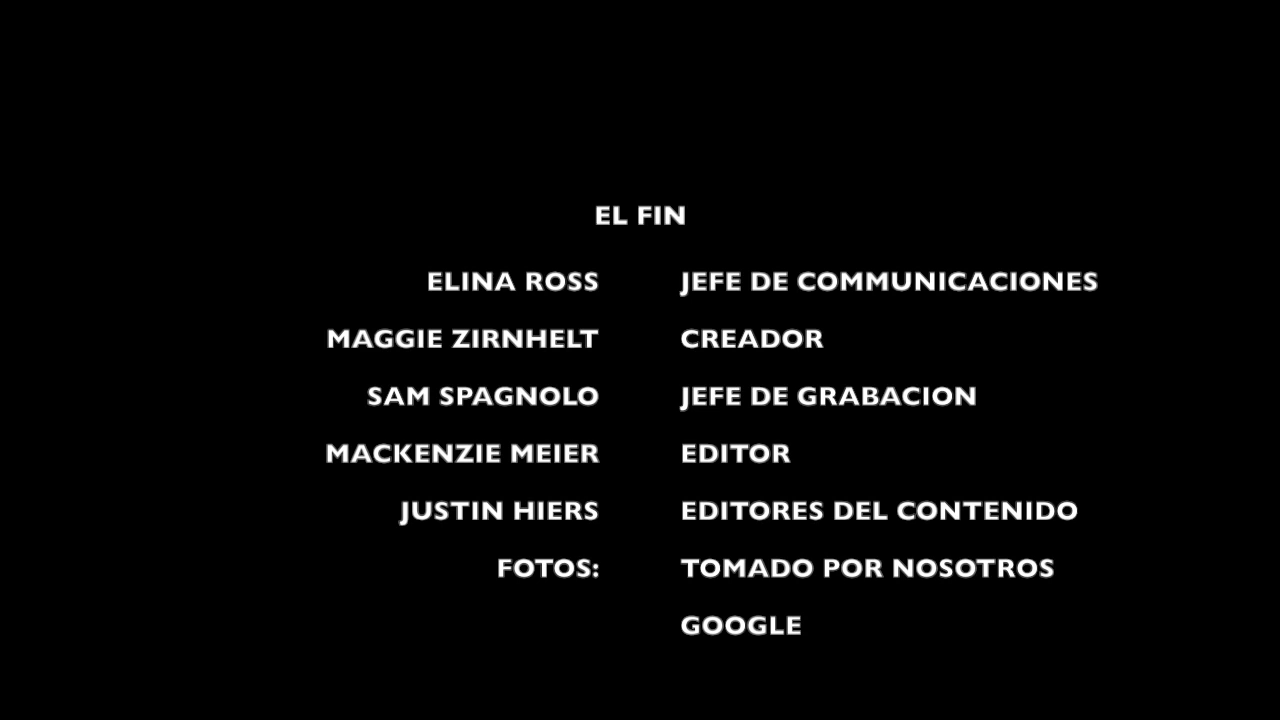 EL FIN
ELINA ROSS JEFE DE COMMUNICACIONES
MAGGIE ZIRNHELT CREADOR
SAM SPAGNOLO JEFE DE GRABACION
MACKENZIE MEIER EDITOR
JUSTIN HIERS EDITORES DEL CONTENIDO
FOTOS: TOMADO POR NOSOTROS
GOOGLE